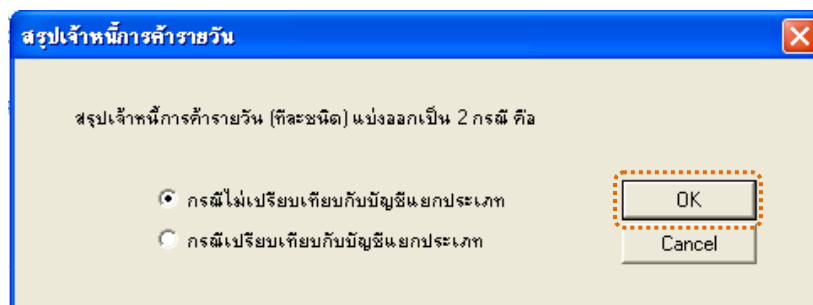 สรุปเจ้าหนี้การค้ารายวัน
สรุปเจ้าหนี้การค้ารายวัน (ทีละชนิด) แบ่งออกเป็น 2 กรณี คือ
กรณีไม่เปรียบเทียบกับบัญชีแยกประเภท
OK
กรณีเปรียบเทียบกับบัญชีแยกประเภท
Cancel